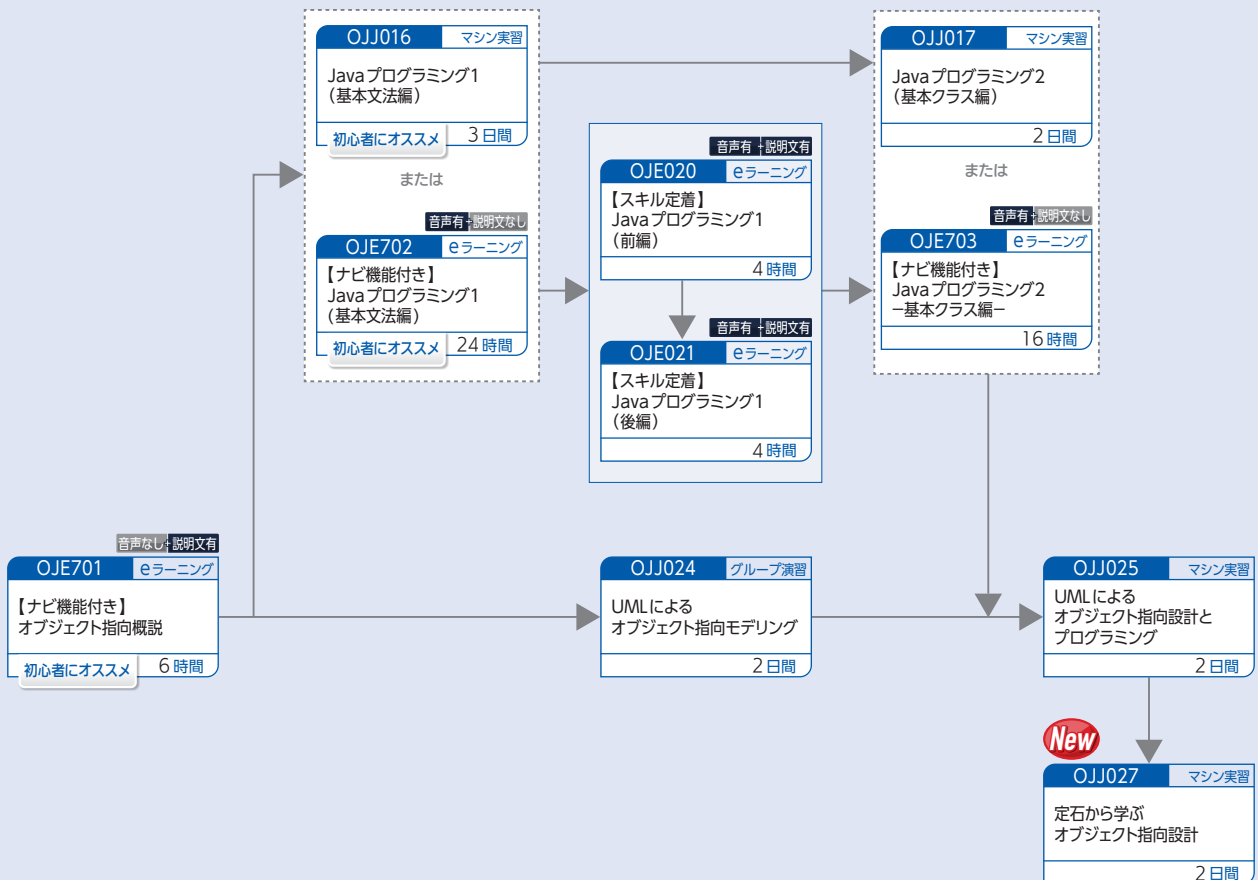 OJJ016 マシン実習
Javaプログラミング1
（基本文法編）
初心者にオススメ 3日間
または
音声有+説明文なし
OJE702 eラーニング
【ナビ機能付き】
Javaプログラミング1
（基本文法編）
初心者にオススメ 24時間
音声有+説明文有
OJE020 eラーニング
【スキル定着】
Javaプログラミング1
（前編）
4時間
音声有+説明文有
OJE021 eラーニング
【スキル定着】
Javaプログラミング1
（後編）
4時間
OJJ017 マシン実習
Javaプログラミング2
（基本クラス編）
2日間
または
音声有+説明文なし
OJE703 eラーニング
【ナビ機能付き】
Javaプログラミング2
－基本クラス編－
16時間
音声なし+説明文有
OJE701 eラーニング
【ナビ機能付き】
オブジェクト指向概説
初心者にオススメ 6時間
OJJ024 グループ演習
UMLによる
オブジェクト指向モデリング
2日間
OJJ025 マシン実習
UMLによる
オブジェクト指向設計と
プログラミング
2日間
New
OJJ027 マシン実習
定石から学ぶ
オブジェクト指向設計
2日間